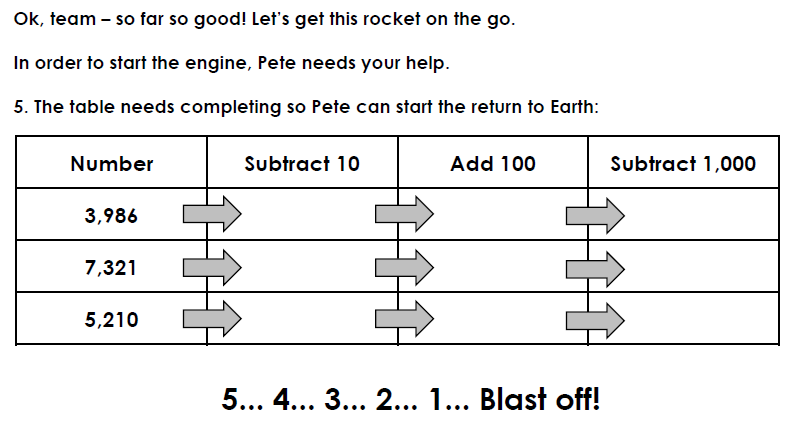 Ok, team – so far so good! Let's get this rocket on the go.
In order to start the engine, Pete needs your help.
5. The table needs completing so Pete can start the return to Earth:
Number Subtract 10 Add 100 Subtract 1,000
3,986
7,321
5,210
5... 4... 3... 2... 1... Blast off!